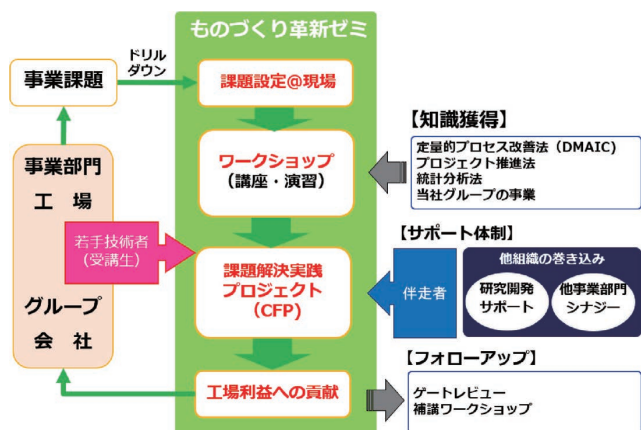 ものづくり革新ゼミ
ドリル
ダウン
事業課題
課題設定@現場
【知識獲得】
定量的プロセス改善法（DMAIC）
プロジェクト推進法
統計分析法
当社グループの事業
ワークショップ
（講座・演習）
事業部門
工　場
グループ
会　社
若手技術者
（受講生）
課題解決実践
プロジェクト
（CFP）
【サポート体制】
伴走者
他組織の巻き込み
研究開発
サポート
他事業部門
シナジー
工場利益への貢献
【フォローアップ】
ゲートレビュー
補講ワークショップ